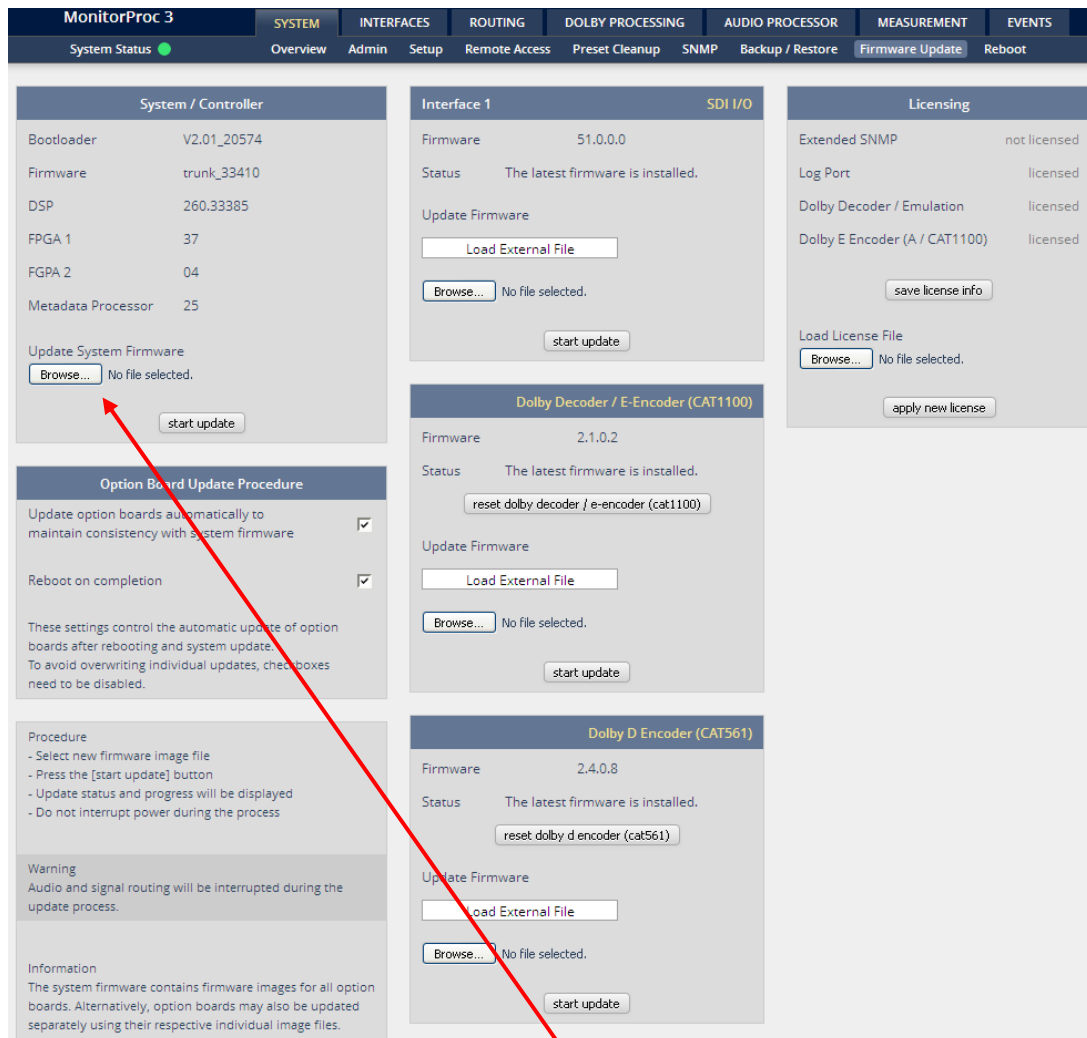 MonitorProc 3
SYSTEM INTERFACES ROUTING DOLBY PROCESSING AUDIO PROCESSOR MEASUREMENT EVENTS
System Status
Overview Admin Setup Remote Access Preset Cleanup SNMP Backup / Restore Firmware Update Reboot
System / Controller
Bootloader V2.01_20574
Firmware trunk_33410
DSP 260.33385
FPGA 1 37
FGPA 2 04
Metadata Processor 25
Update System Firmware
Browse... No file selected.
start update
Option Board Update Procedure
Update option boards automatically to
maintain consistency with system firmware
Reboot on completion
These settings control the automatic update of option
boards after rebooting and system update.
To avoid overwriting individual updates, checkboxes
need to be disabled.
Procedure
- Select new firmware image file
- Press the [start update] button
- Update status and progress will be displayed
- Do not interrupt power during the process
Warning
Audio and signal routing will be interrupted during the
update process.
Information
The system firmware contains firmware images for all option
boards. Alternatively, option boards may also be updated
separately using their respective individual image files.
Interface 1 SDI I/O
Firmware 51.0.0.0
Status The latest firmware is installed.
Update Firmware
Load External File
Browse... No file selected.
start update
Dolby Decoder / E-Encoder (CAT1100)
Firmware 2.1.0.2
Status The latest firmware is installed.
reset dolby decoder / e-encoder (cat1100)
Update Firmware
Load External File
Browse... No file selected.
start update
Dolby D Encoder (CAT561)
Firmware 2.4.0.8
Status The latest firmware is installed.
reset dolby d encoder (cat561)
Update Firmware
Load External File
Browse... No file selected.
start update
Licensing
Extended SNMP not licensed
Log Port licensed
Dolby Decoder / Emulation licensed
Dolby E Encoder (A / CAT1100) licensed
save license info
Load License File
Browse... No file selected.
apply new license